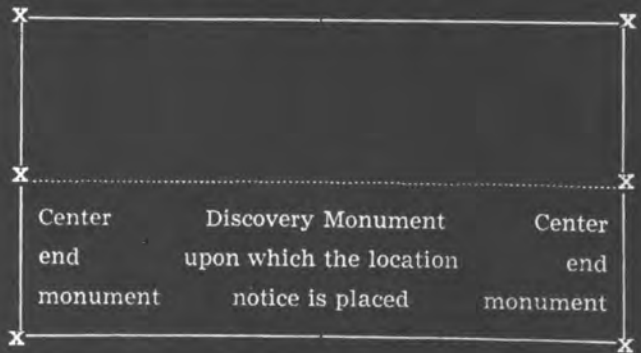 X X
X X
Center Discovery Monument Center
end upon which the location end
monument notice is placed monument
X X